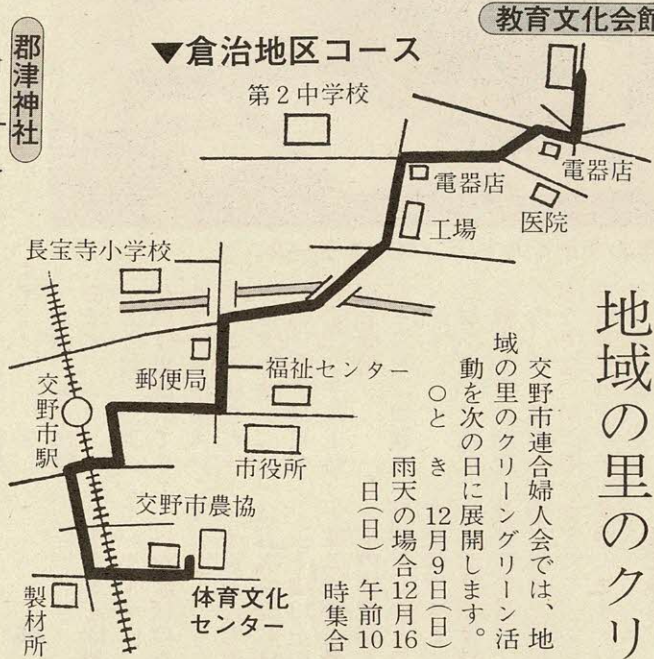 教育文化会館
郡津神社
▼倉治地区コース
第2中学校
電器店
電器店
医院
工場
長宝寺小学校
郵便局
福祉センター
交野市駅
市役所
交野市農協
体育文化
センター
製材所
地域の里のクリ
交野市連合婦人会では、地
域の里のクリーングリーン活
動を次の日に展開します。
○と き 12月9日(日)
雨天の場合12月16
日(日) 午前10
時集合